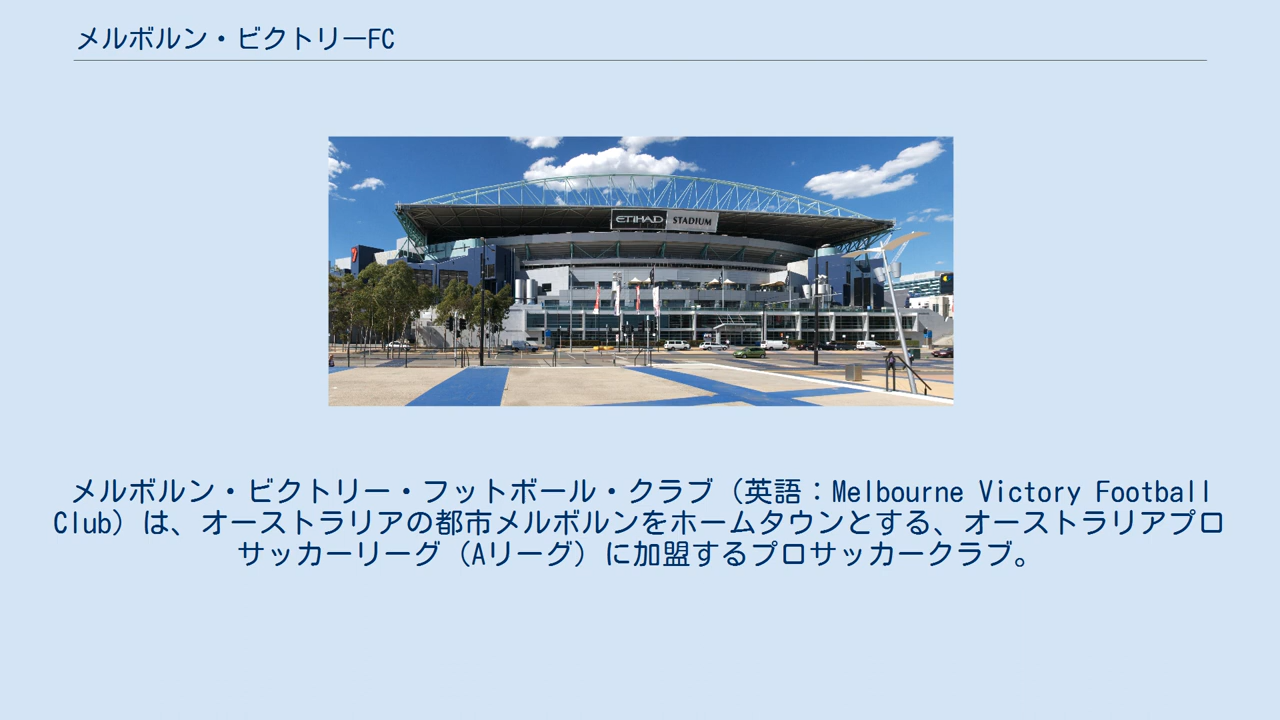 メルボルン・ビクトリーFC
ETIHAD STADIUM
メルボルン・ビクトリー・フットボール・クラブ（英語：Melbourne Victory Football
Club）は、オーストラリアの都市メルボルンをホームタウンとする、オーストラリアプロ
サッカーリーグ（Aリーグ）に加盟するプロサッカークラブ。